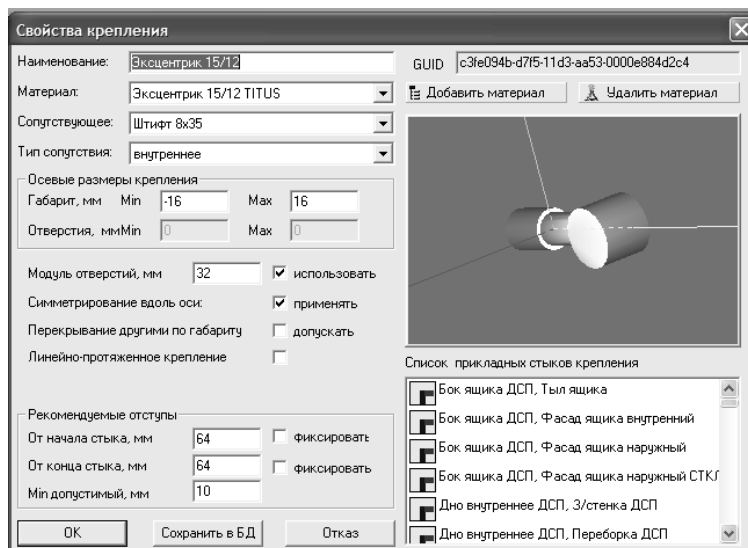 Свойства крепления
Наименование: Эксцентрик 15/12
GUID c3fe094b-d7f5-11d3-aa53-0000e884d2c4
Материал: Эксцентрик 15/12 TITUS
Добавить материал Удалить материал
Сопутствующее: Штифт 8x35
Тип сопутствия: внутреннее
Осевые размеры крепления
Габарит, мм Min -16 Max 16
Отверстия, ммMin 0 Max 0
Модуль отверстий, мм 32 использовать
Симметрирование вдоль оси: применять
Перекрывание другими по габариту допускать
Линейно-протяженное крепление
Рекомендуемые отступы
От начала стыка, мм 64 фиксировать
От конца стыка, мм 64 фиксировать
Min допустимый, мм 10
OK Сохранить в БД Отказ
Список прикладных стыков крепления
Бок ящика ДСП, Тыл ящика
Бок ящика ДСП, Фасад ящика внутренний
Бок ящика ДСП, Фасад ящика наружный
Бок ящика ДСП, Фасад ящика наружный СТКЛ
Дно внутреннее ДСП, З/стенка ДСП
Дно внутреннее ДСП, Переборка ДСП